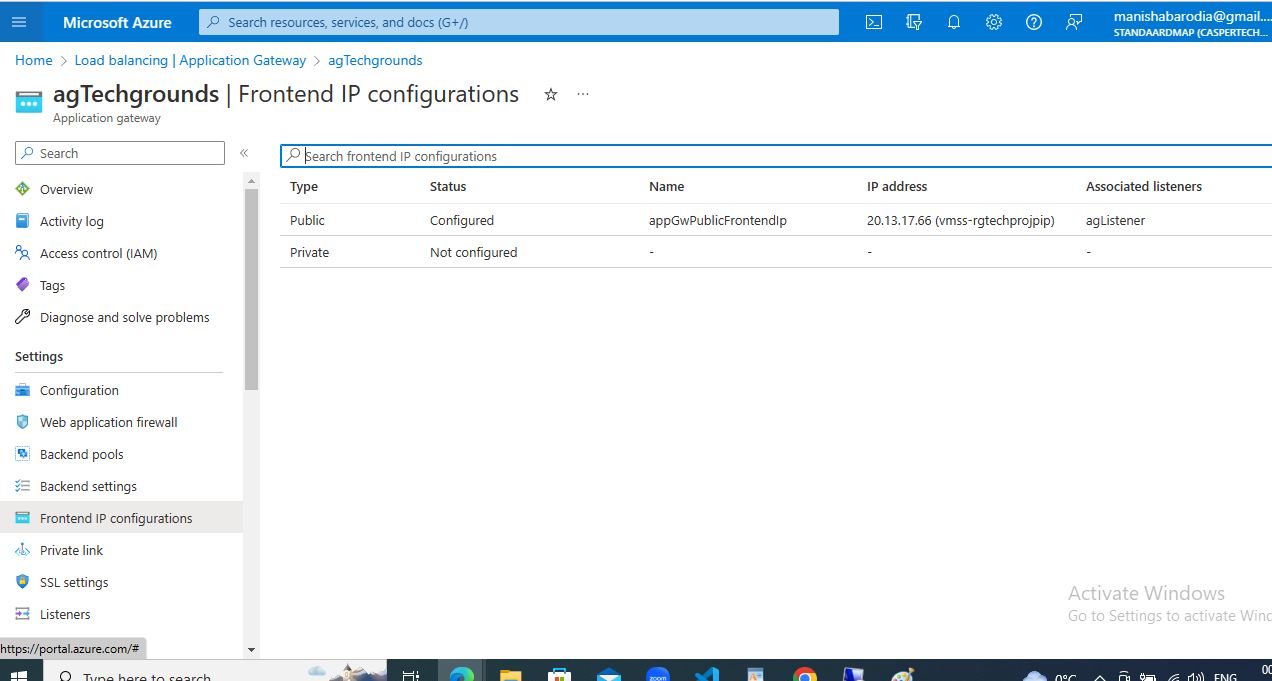 Microsoft Azure
Search resources, services, and docs (G+/)
manishabarodia@gmail....
STANDAARDMAP (CASPERTECH...
Home > Load balancing | Application Gateway > agTechgrounds
agTechgrounds | Frontend IP configurations
Application gateway
Search
Overview
Activity log
Access control (IAM)
Tags
Diagnose and solve problems
Settings
Configuration
Web application firewall
Backend pools
Backend settings
Frontend IP configurations
Private link
SSL settings
Listeners
Search frontend IP configurations
Type Status Name IP address Associated listeners
Public Configured appGwPublicFrontendIp 20.13.17.66 (vmss-rgtechprojpip) agListener
Private Not configured - - -
Activate Windows
Go to Settings to activate Wind
https://portal.azure.com/#
Type here to search
zoom
0°C
ENG
00